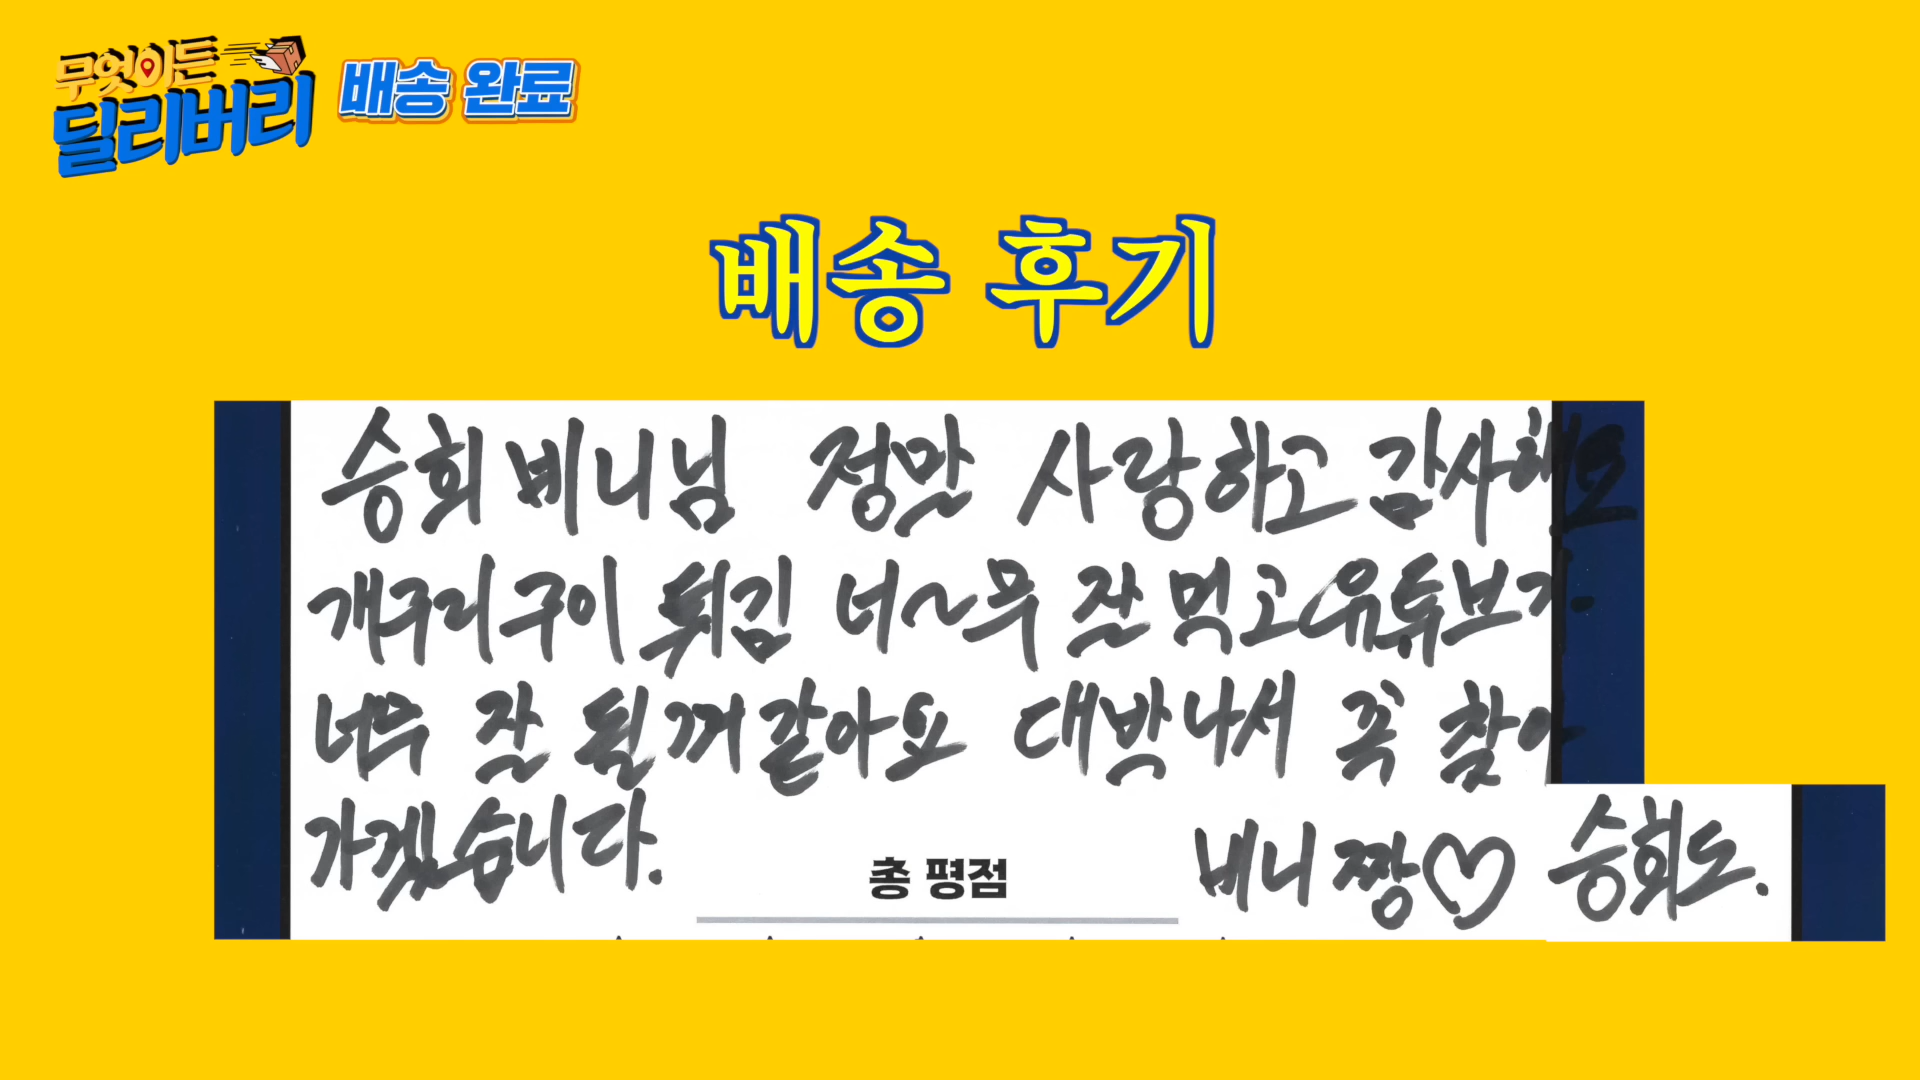 무엇이든
딜리버리
배송 완료
배송 후기
승희 비니님 정말 사랑하고 감사해요
개구리구이 튀김 너~무 잘 먹고 유튜브가
너무 잘 될꺼같아요 대박나서 꼭 찾아
가겠습니다.
비니 짱♡ 승희도.
총 평점